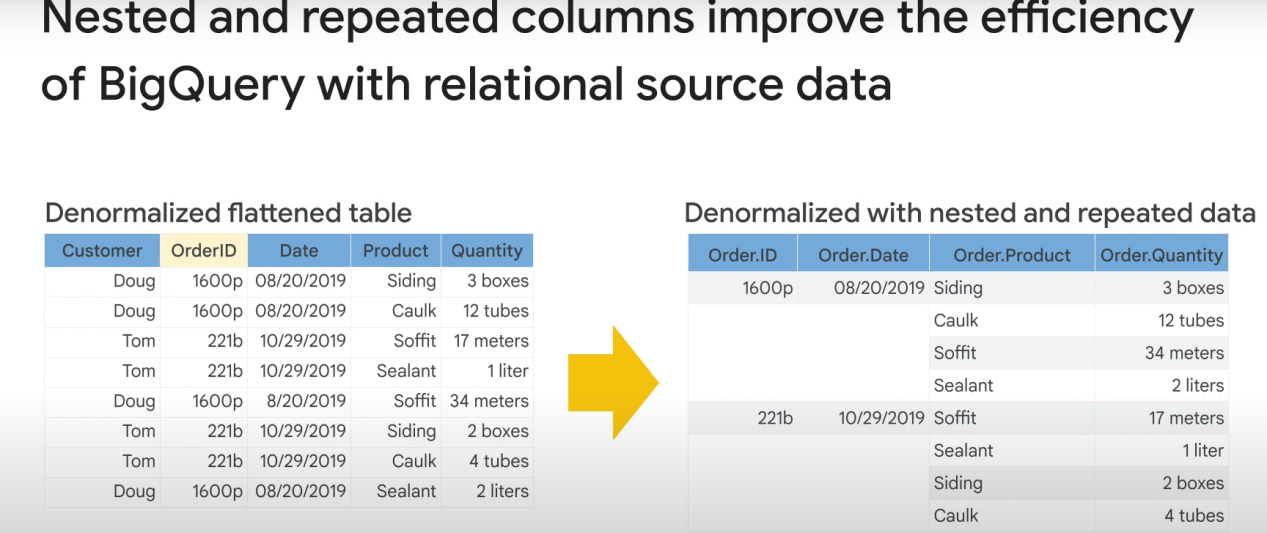 Nested and repeated columns improve the efficiency
of BigQuery with relational source data
Denormalized flattened table
Customer OrderID Date Product Quantity
Doug 1600p 08/20/2019 Siding 3 boxes
Doug 1600p 08/20/2019 Caulk 12 tubes
Tom 221b 10/29/2019 Soffit 17 meters
Tom 221b 10/29/2019 Sealant 1 liter
Doug 1600p 8/20/2019 Soffit 34 meters
Tom 221b 10/29/2019 Siding 2 boxes
Tom 221b 10/29/2019 Caulk 4 tubes
Doug 1600p 08/20/2019 Sealant 2 liters
Denormalized with nested and repeated data
Order.ID Order.Date Order.Product Order.Quantity
1600p 08/20/2019 Siding 3 boxes
Caulk 12 tubes
Soffit 34 meters
Sealant 2 liters
221b 10/29/2019 Soffit 17 meters
Sealant 1 liter
Siding 2 boxes
Caulk 4 tubes